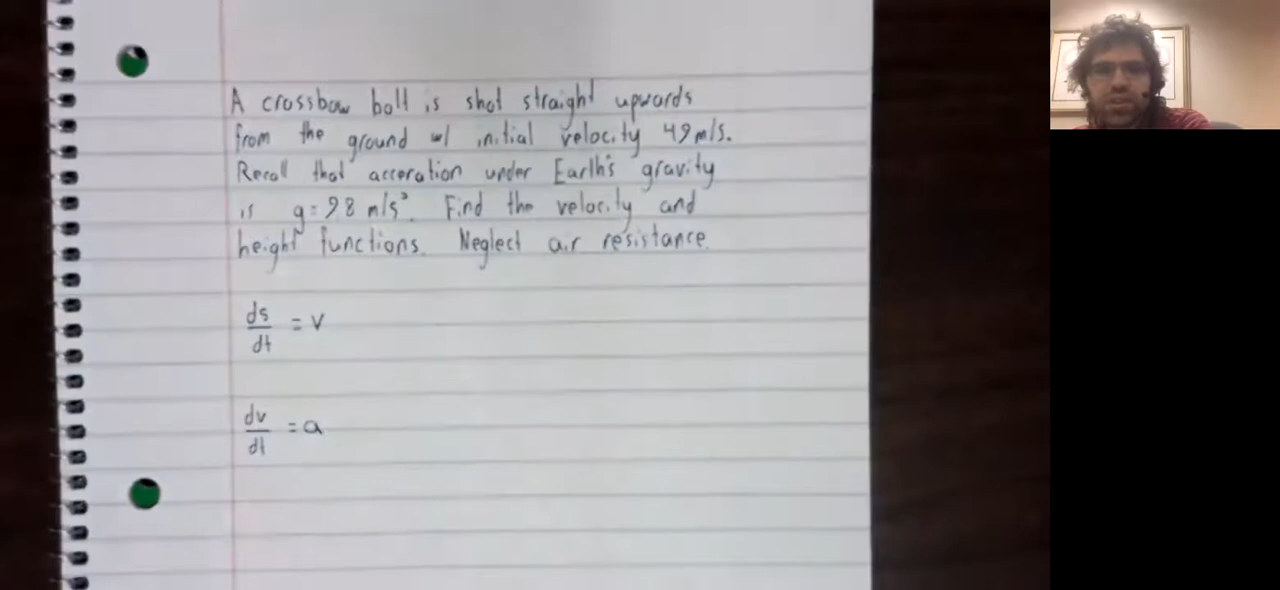 A crossbow bolt is shot straight upwards
from the ground w/ initial velocity 49 m/s.
Recall that acceration under Earth's gravity
is g = 9.8 m/s². Find the velocity and
height functions. Neglect air resistance.
ds/dt = v
dv/dt = a